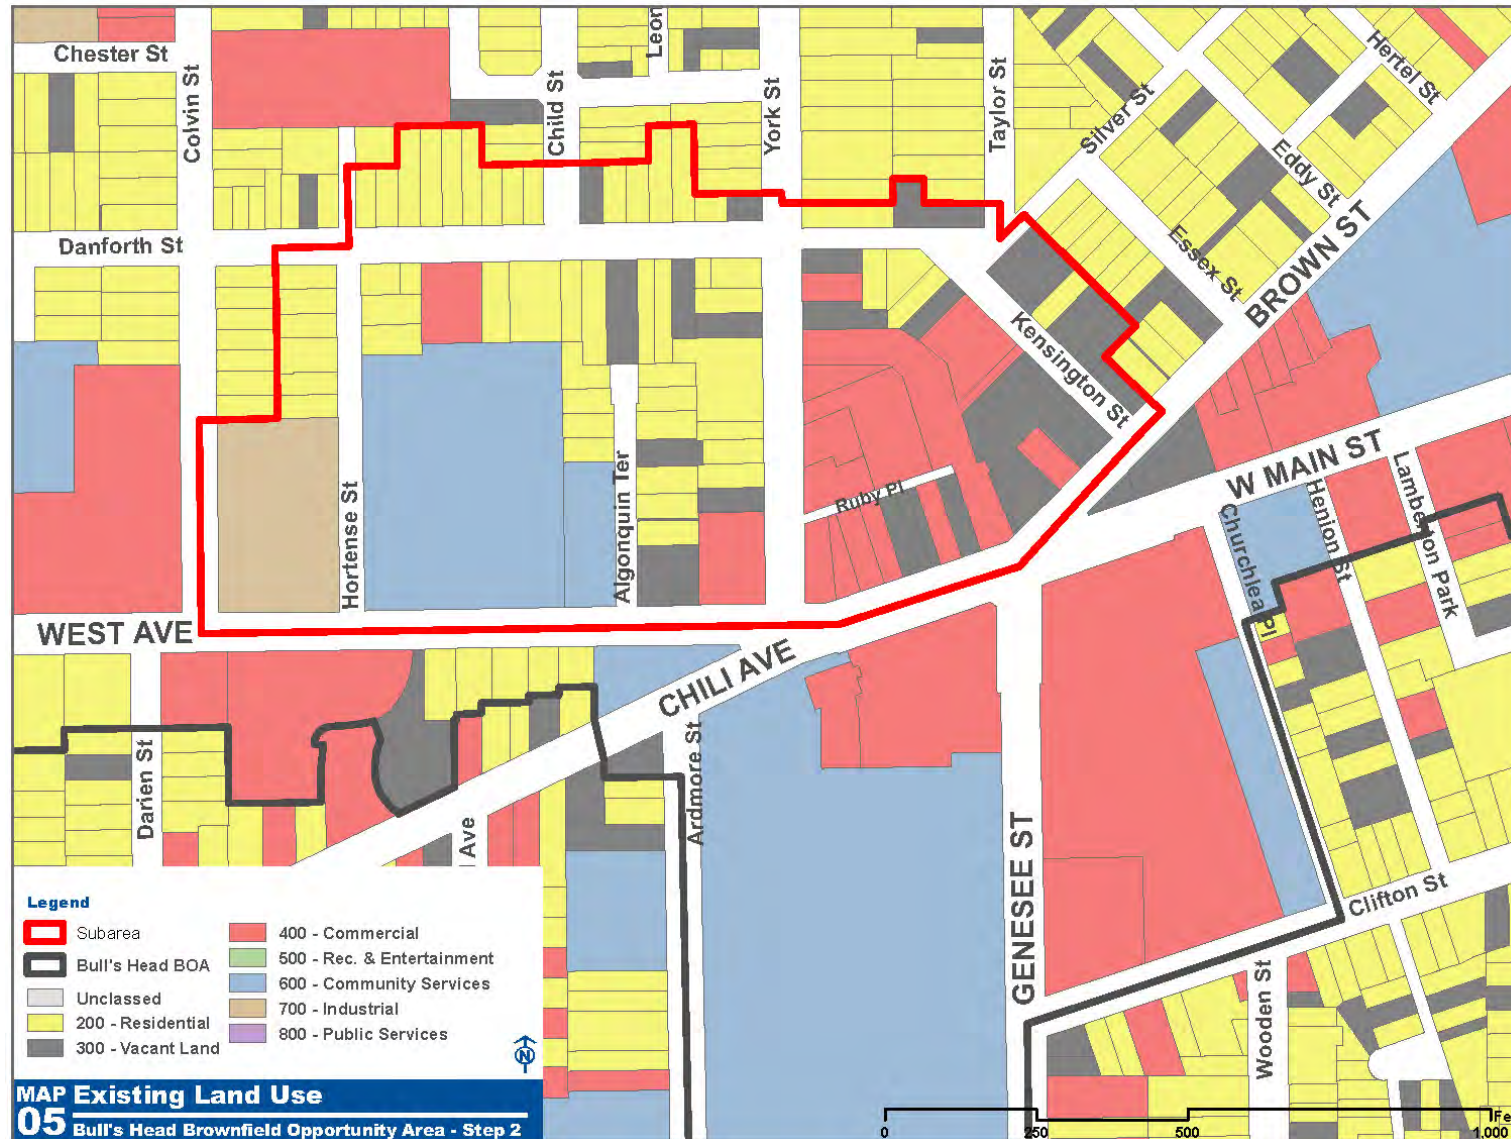 Chester St
Colvin St
Child St
Leon
York St
Taylor St
Silver St
Hertel St
Eddy St
Essex St
BROWN ST
Danforth St
Kensington St
Ruby Pl
Hortense St
Algonquin Ter
W MAIN ST
Churchlea Pl
Henion St
Lamberton Park
WEST AVE
CHILI AVE
Darien St
Ave
Ardmore St
GENESEE ST
Clifton St
Wooden St
Legend
Subarea
Bull's Head BOA
Unclassed
200 - Residential
300 - Vacant Land
400 - Commercial
500 - Rec. & Entertainment
600 - Community Services
700 - Industrial
800 - Public Services
N
MAP 05
Existing Land Use
Bull's Head Brownfield Opportunity Area - Step 2
0 250 500 1,000
Fe